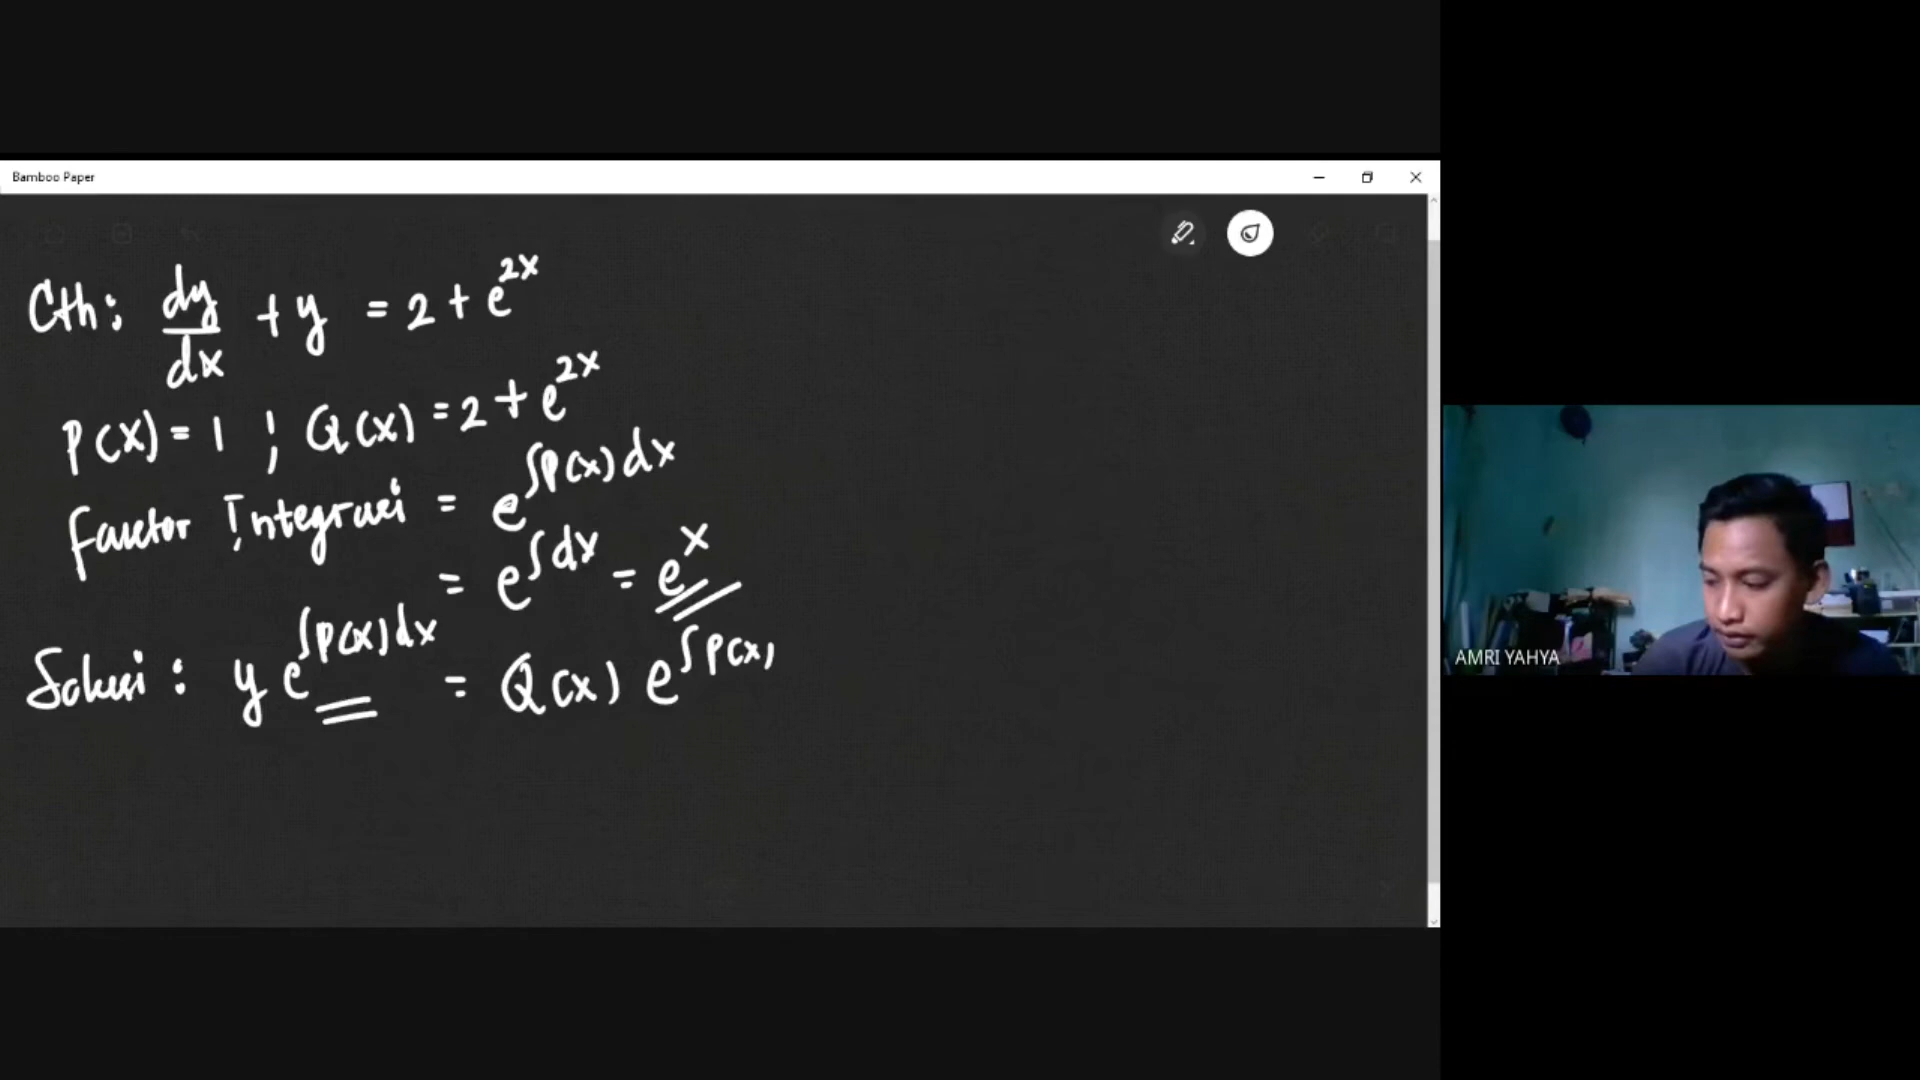 Bamboo Paper
Cth: dy/dx + y = 2 + e^2x
P(x) = 1 ; Q(x) = 2 + e^2x
Faktor Integrasi = e^∫P(x)dx
= e^∫dx = e^x
Solusi : y e^∫P(x)dx = Q(x) e^∫P(x)
AMRI YAHYA